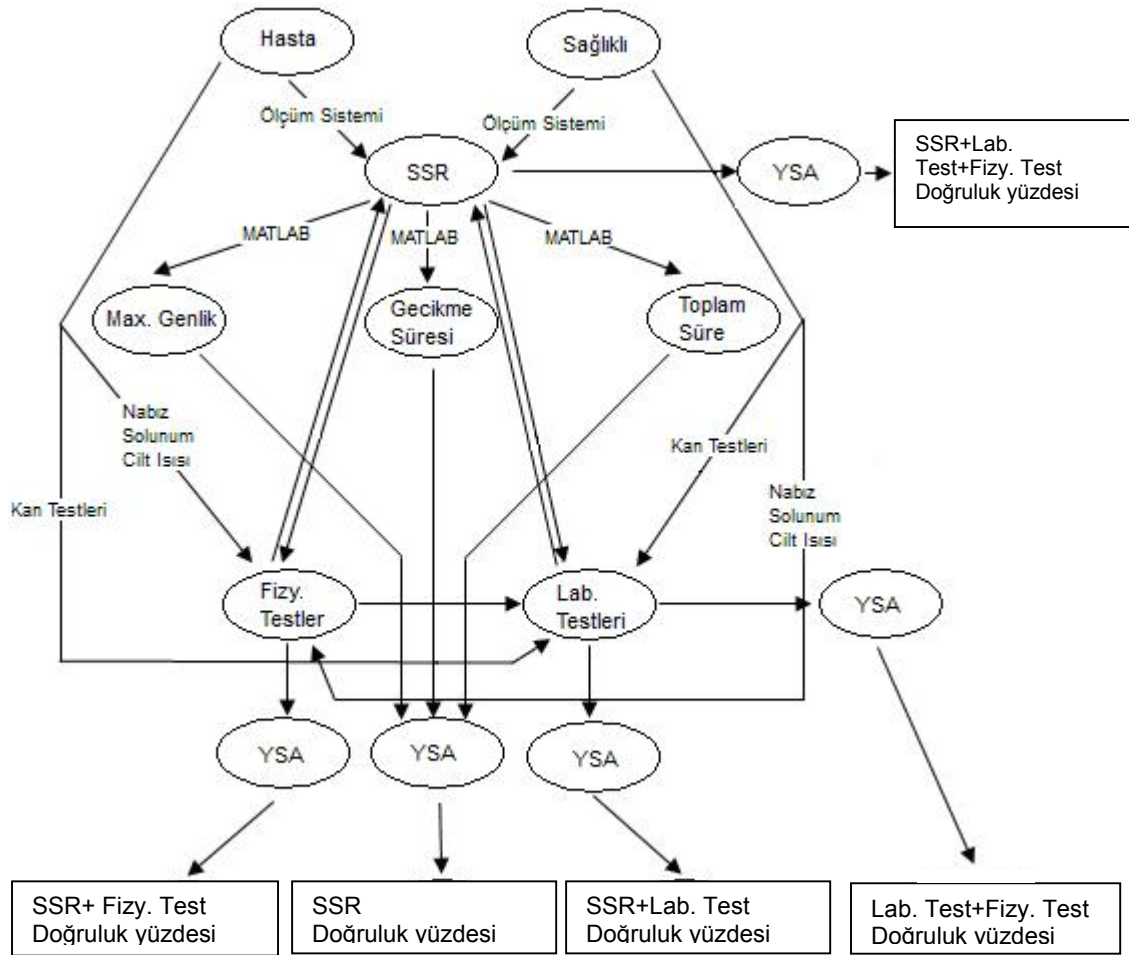 Hasta
Sağlıklı
Ölçüm Sistemi
Ölçüm Sistemi
SSR
YSA
SSR+Lab.
Test+Fizy. Test
Doğruluk yüzdesi
MATLAB
MATLAB
MATLAB
Max. Genlik
Gecikme
Süresi
Toplam
Süre
Nabız
Solunum
Cilt Isısı
Kan Testleri
Kan Testleri
Nabız
Solunum
Cilt Isısı
Fizy.
Testler
Lab.
Testleri
YSA
YSA
YSA
YSA
SSR+ Fizy. Test
Doğruluk yüzdesi
SSR
Doğruluk yüzdesi
SSR+Lab. Test
Doğruluk yüzdesi
Lab. Test+Fizy. Test
Doğruluk yüzdesi